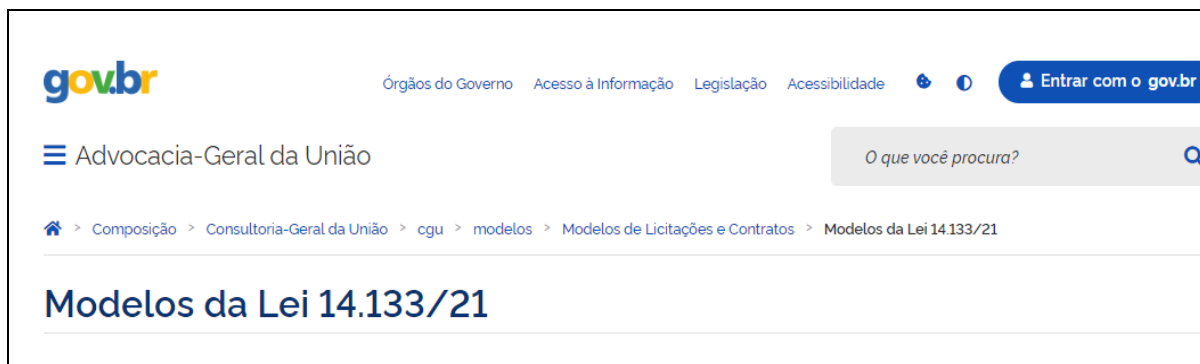 gov.br
Órgãos do Governo Acesso à Informação Legislação Acessibilidade Entrar com o gov.br
Advocacia-Geral da União O que você procura?
> Composição > Consultoria-Geral da União > cgu > modelos > Modelos de Licitações e Contratos > Modelos da Lei 14.133/21
Modelos da Lei 14.133/21